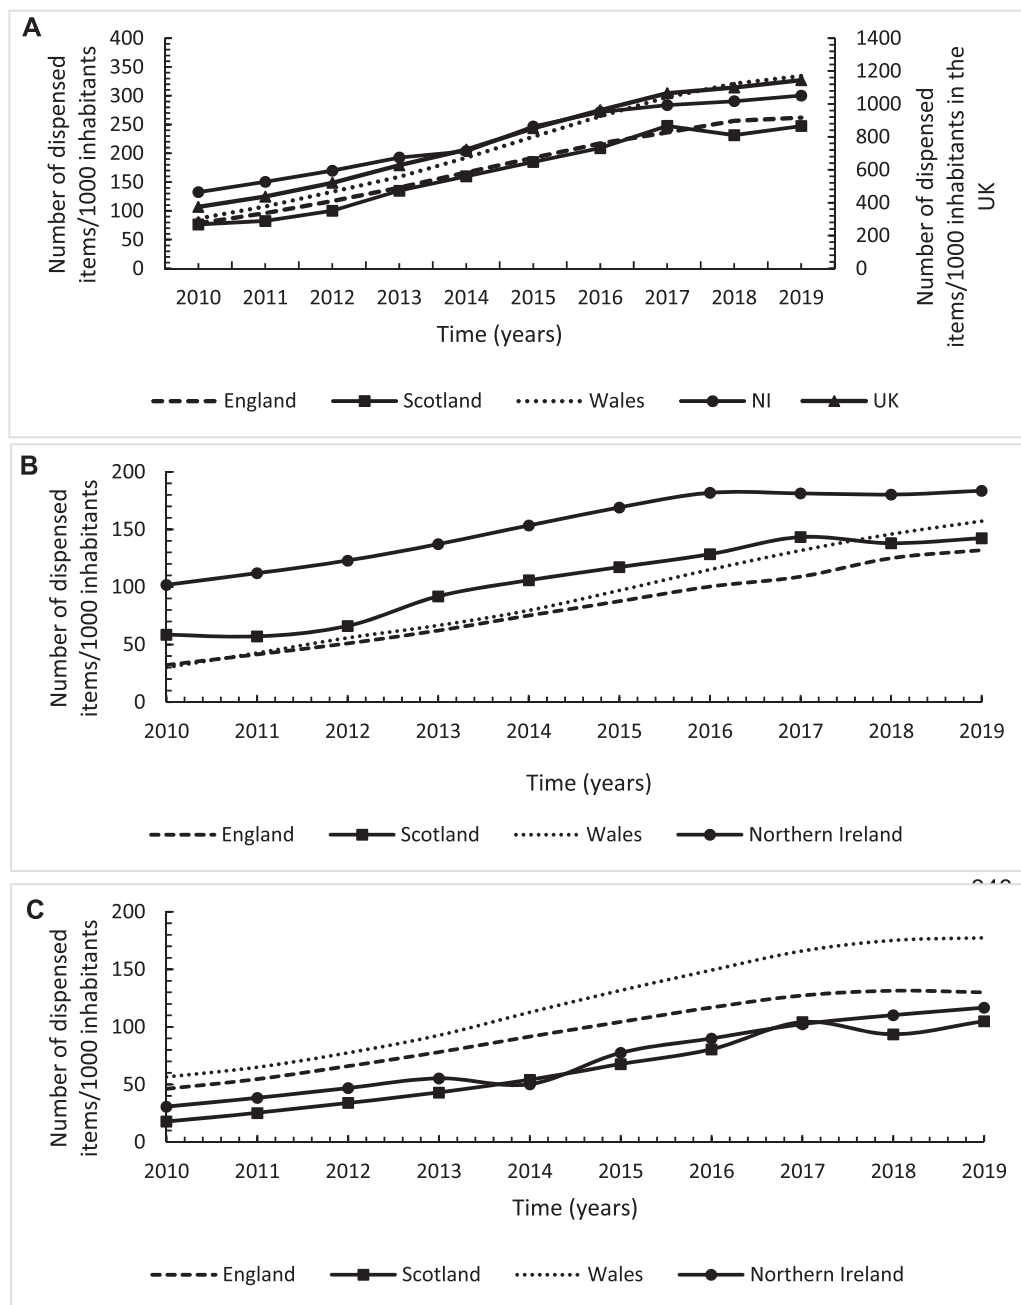 A
Number of dispensed
items/1000 inhabitants
400
350
300
250
200
150
100
50
0
1400
1200
1000
800
600
400
200
0
Number of dispensed
items/1000 inhabitants in the
UK
2010 2011 2012 2013 2014 2015 2016 2017 2018 2019
Time (years)
England Scotland Wales NI UK
B
Number of dispensed
items/1000 inhabitants
200
150
100
50
0
2010 2011 2012 2013 2014 2015 2016 2017 2018 2019
Time (years)
England Scotland Wales Northern Ireland
C
Number of dispensed
items/1000 inhabitants
200
150
100
50
0
2010 2011 2012 2013 2014 2015 2016 2017 2018 2019
Time (years)
England Scotland Wales Northern Ireland